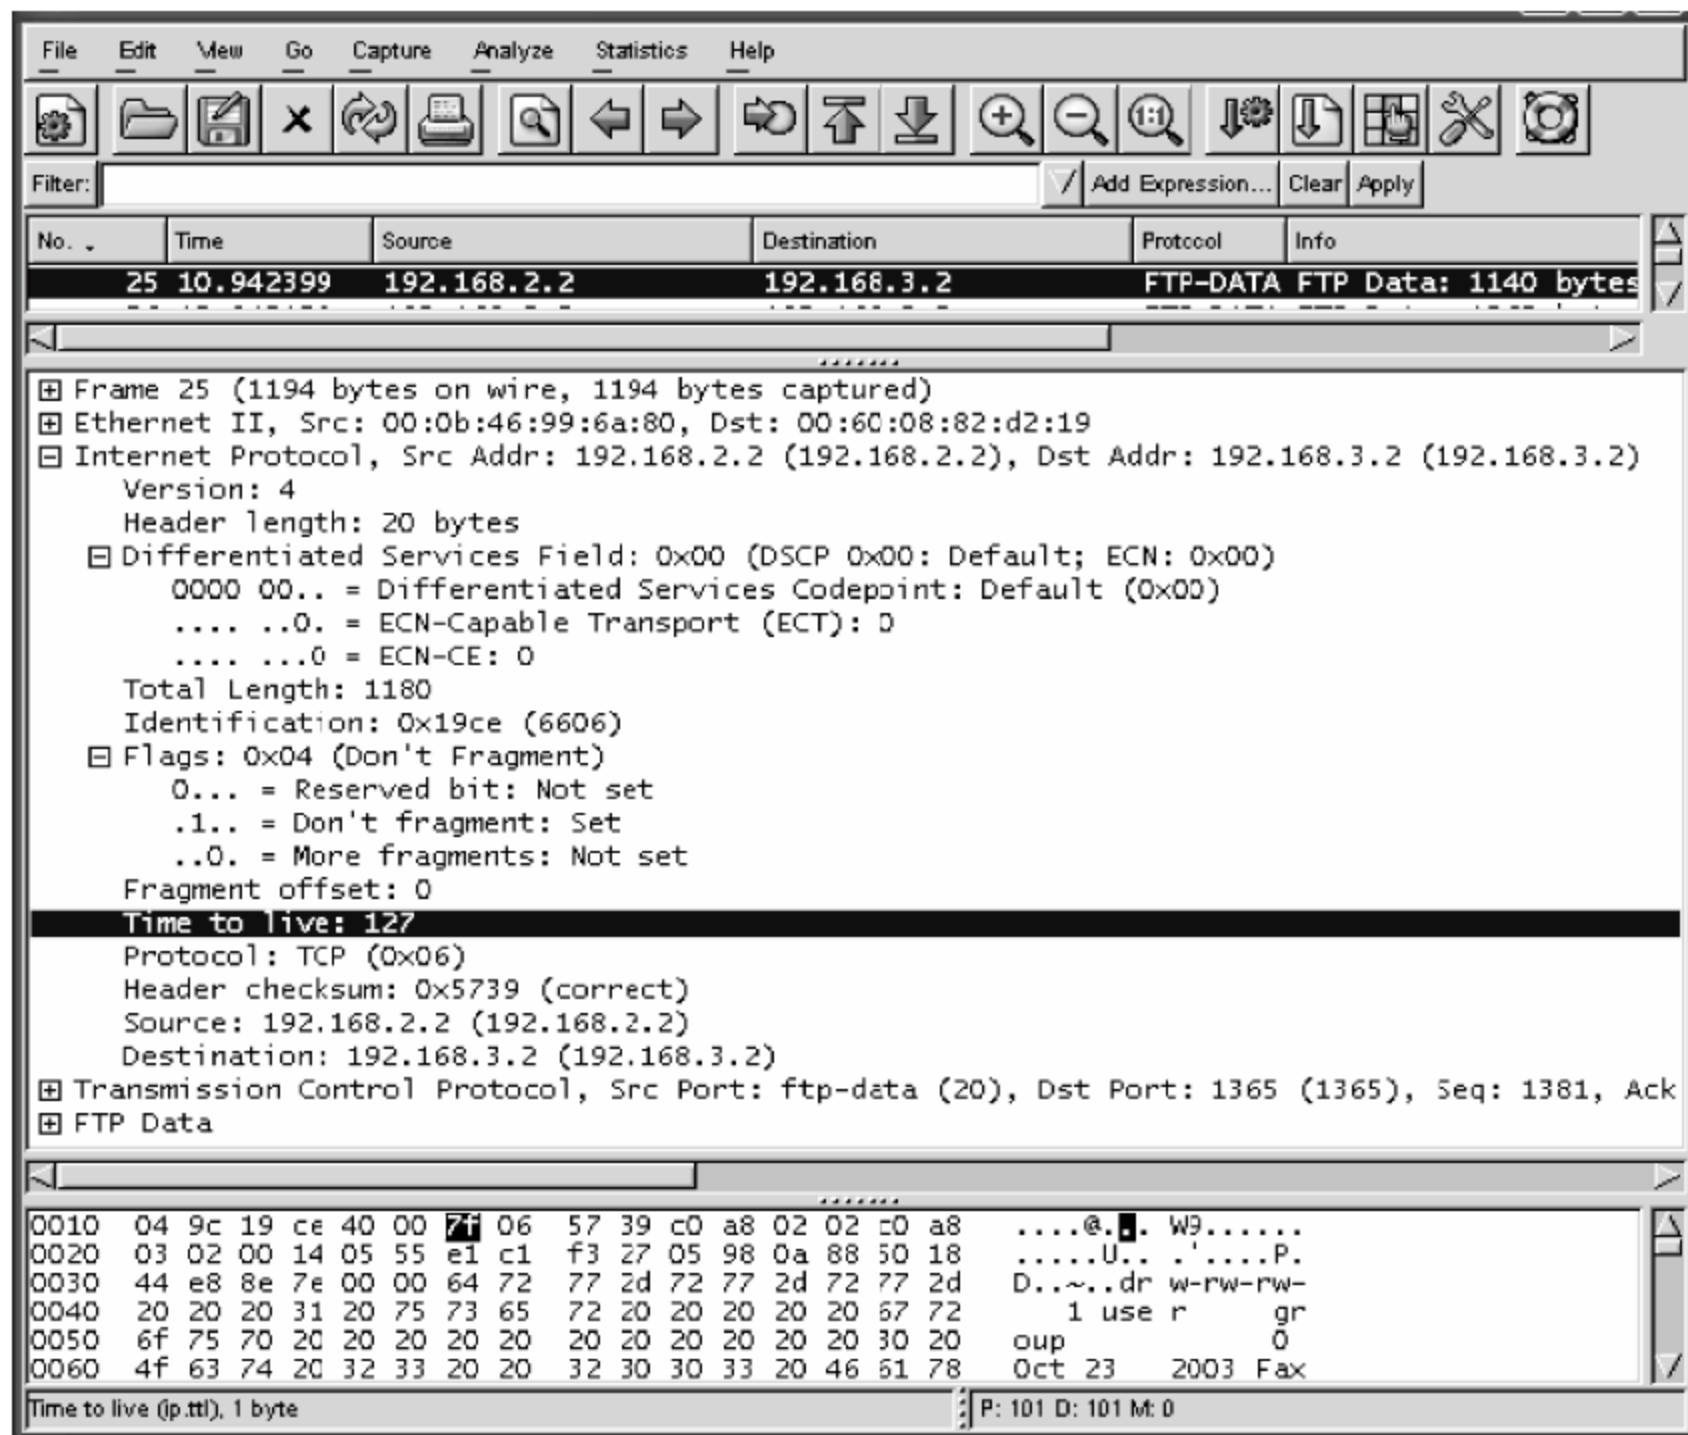 File Edit View Go Capture Analyze Statistics Help
1:1
Filter: Add Expression... Clear Apply
No. . Time Source Destination Protocol Info
25 10.942399 192.168.2.2 192.168.3.2 FTP-DATA FTP Data: 1140 bytes
Frame 25 (1194 bytes on wire, 1194 bytes captured)
Ethernet II, Src: 00:0b:46:99:6a:80, Dst: 00:60:08:82:d2:19
Internet Protocol, Src Addr: 192.168.2.2 (192.168.2.2), Dst Addr: 192.168.3.2 (192.168.3.2)
Version: 4
Header length: 20 bytes
Differentiated Services Field: 0x00 (DSCP 0x00: Default; ECN: 0x00)
0000 00.. = Differentiated Services Codepoint: Default (0x00)
.... ..0. = ECN-Capable Transport (ECT): 0
.... ...0 = ECN-CE: 0
Total Length: 1180
Identification: 0x19ce (6606)
Flags: 0x04 (Don't Fragment)
0... = Reserved bit: Not set
.1.. = Don't fragment: Set
..0. = More fragments: Not set
Fragment offset: 0
Time to live: 127
Protocol: TCP (0x06)
Header checksum: 0x5739 (correct)
Source: 192.168.2.2 (192.168.2.2)
Destination: 192.168.3.2 (192.168.3.2)
Transmission Control Protocol, Src Port: ftp-data (20), Dst Port: 1365 (1365), Seq: 1381, Ack
FTP Data
0010 04 9c 19 ce 40 00 7f 06 57 39 c0 a8 02 02 c0 a8 ....@... W9......
0020 03 02 00 14 05 55 e1 c1 f3 27 05 98 0a 88 50 18 .....U.. .'....P.
0030 44 e8 8e 7e 00 00 64 72 77 2d 72 77 2d 72 77 2d D..~..dr w-rw-rw-
0040 20 20 20 31 20 75 73 65 72 20 20 20 20 20 67 72 1 use r gr
0050 6f 75 70 20 20 20 20 20 20 20 20 20 20 20 30 20 oup 0
0060 4f 63 74 20 32 33 20 20 32 30 30 33 20 46 61 78 Oct 23 2003 Fax
Time to live (ip.ttl), 1 byte P: 101 D: 101 M: 0